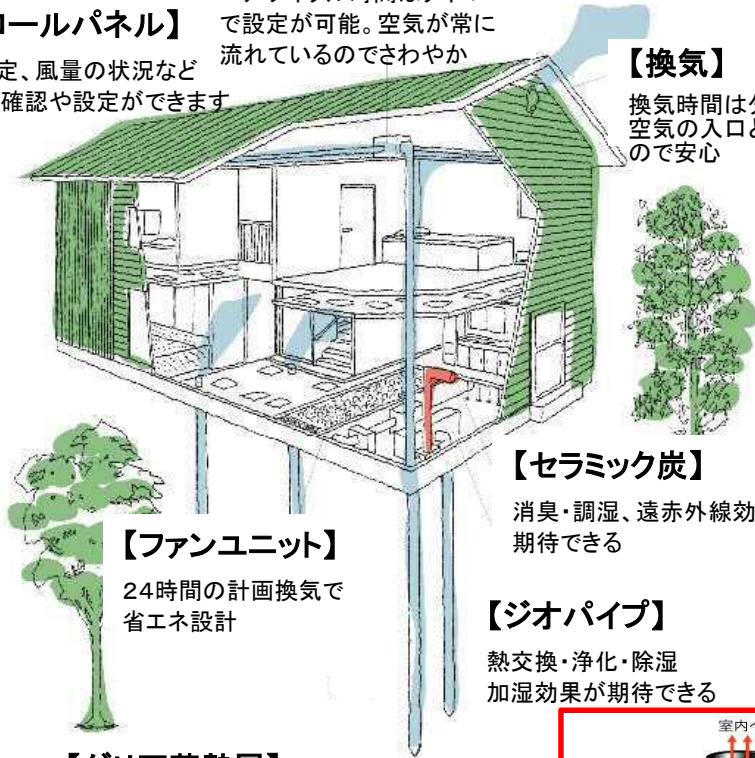 ロールパネル】
定、風量の状況など
確認や設定ができます
で設定が可能。空気が常に
流れているのでさわやか
【換気】
換気時間は
空気の入口と
ので安心
【セラミック炭】
消臭・調湿、遠赤外線効
期待できる
【ファンユニット】
24時間の計画換気で
省エネ設計
【ジオパイプ】
熱交換・浄化・除湿
加湿効果が期待できる
室内へ